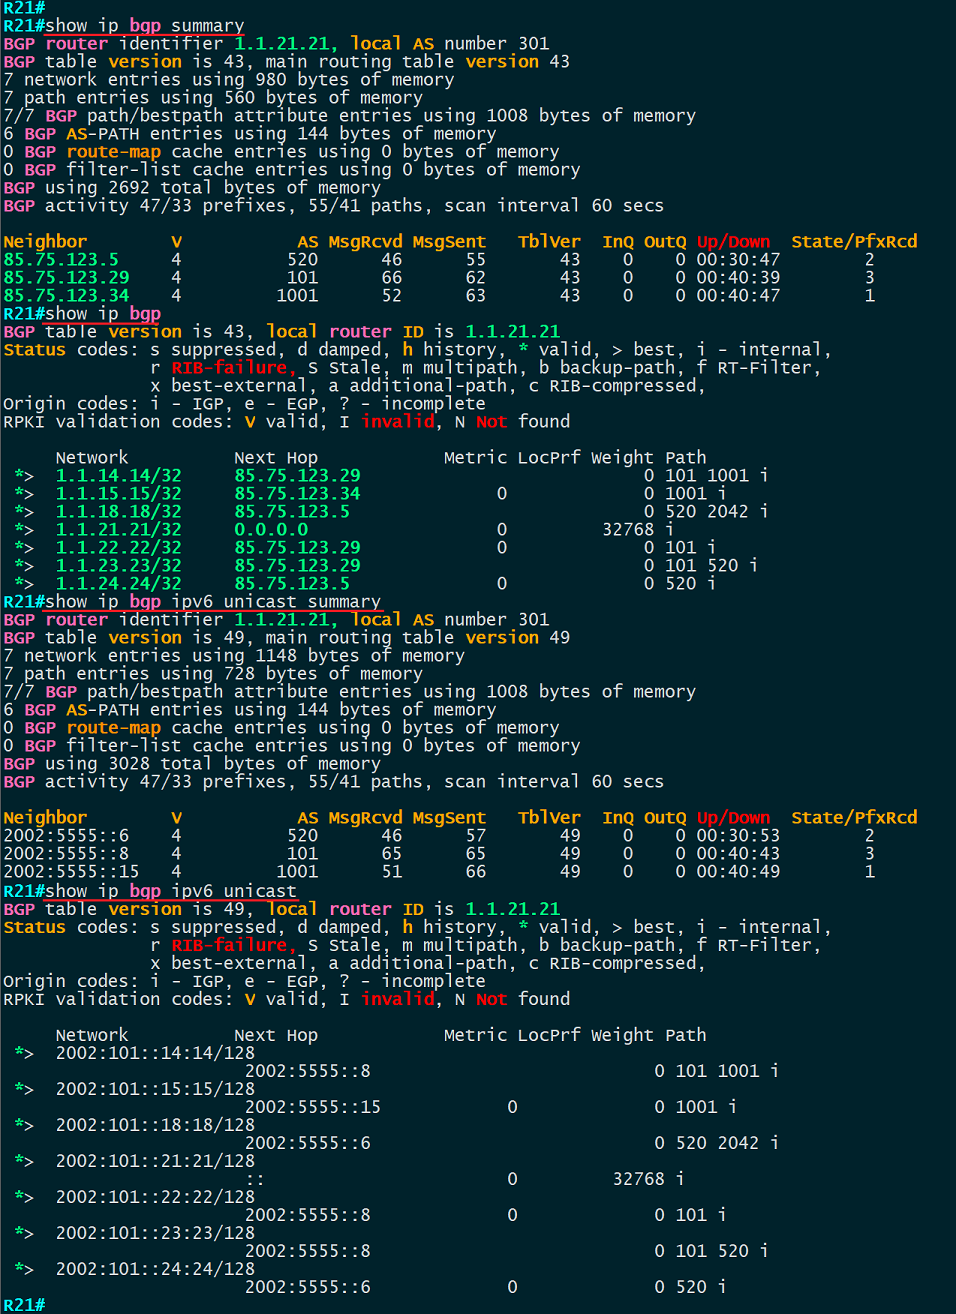 R21#
R21#show ip bgp summary
BGP router identifier 1.1.21.21, local AS number 301
BGP table version is 43, main routing table version 43
7 network entries using 980 bytes of memory
7 path entries using 560 bytes of memory
7/7 BGP path/bestpath attribute entries using 1008 bytes of memory
6 BGP AS-PATH entries using 144 bytes of memory
0 BGP route-map cache entries using 0 bytes of memory
0 BGP filter-list cache entries using 0 bytes of memory
BGP using 2692 total bytes of memory
BGP activity 47/33 prefixes, 55/41 paths, scan interval 60 secs
Neighbor V AS MsgRcvd MsgSent TblVer InQ OutQ Up/Down State/PfxRcd
85.75.123.5 4 520 46 55 43 0 0 00:30:47 2
85.75.123.29 4 101 66 62 43 0 0 00:40:39 3
85.75.123.34 4 1001 52 63 43 0 0 00:40:47 1
R21#show ip bgp
BGP table version is 43, local router ID is 1.1.21.21
Status codes: s suppressed, d damped, h history, * valid, > best, i - internal,
r RIB-failure, S Stale, m multipath, b backup-path, f RT-Filter,
x best-external, a additional-path, c RIB-compressed,
Origin codes: i - IGP, e - EGP, ? - incomplete
RPKI validation codes: V valid, I invalid, N Not found
Network Next Hop Metric LocPrf Weight Path
*> 1.1.14.14/32 85.75.123.29 0 101 1001 i
*> 1.1.15.15/32 85.75.123.34 0 0 1001 i
*> 1.1.18.18/32 85.75.123.5 0 520 2042 i
*> 1.1.21.21/32 0.0.0.0 0 32768 i
*> 1.1.22.22/32 85.75.123.29 0 0 101 i
*> 1.1.23.23/32 85.75.123.29 0 101 520 i
*> 1.1.24.24/32 85.75.123.5 0 0 520 i
R21#show ip bgp ipv6 unicast summary
BGP router identifier 1.1.21.21, local AS number 301
BGP table version is 49, main routing table version 49
7 network entries using 1148 bytes of memory
7 path entries using 728 bytes of memory
7/7 BGP path/bestpath attribute entries using 1008 bytes of memory
6 BGP AS-PATH entries using 144 bytes of memory
0 BGP route-map cache entries using 0 bytes of memory
0 BGP filter-list cache entries using 0 bytes of memory
BGP using 3028 total bytes of memory
BGP activity 47/33 prefixes, 55/41 paths, scan interval 60 secs
Neighbor V AS MsgRcvd MsgSent TblVer InQ OutQ Up/Down State/PfxRcd
2002:5555::6 4 520 46 57 49 0 0 00:30:53 2
2002:5555::8 4 101 65 65 49 0 0 00:40:43 3
2002:5555::15 4 1001 51 66 49 0 0 00:40:49 1
R21#show ip bgp ipv6 unicast
BGP table version is 49, local router ID is 1.1.21.21
Status codes: s suppressed, d damped, h history, * valid, > best, i - internal,
r RIB-failure, S Stale, m multipath, b backup-path, f RT-Filter,
x best-external, a additional-path, c RIB-compressed,
Origin codes: i - IGP, e - EGP, ? - incomplete
RPKI validation codes: V valid, I invalid, N Not found
Network Next Hop Metric LocPrf Weight Path
*> 2002:101::14:14/128
2002:5555::8 0 101 1001 i
*> 2002:101::15:15/128
2002:5555::15 0 0 1001 i
*> 2002:101::18:18/128
2002:5555::6 0 520 2042 i
*> 2002:101::21:21/128
:: 0 32768 i
*> 2002:101::22:22/128
2002:5555::8 0 0 101 i
*> 2002:101::23:23/128
2002:5555::8 0 101 520 i
*> 2002:101::24:24/128
2002:5555::6 0 0 520 i
R21#